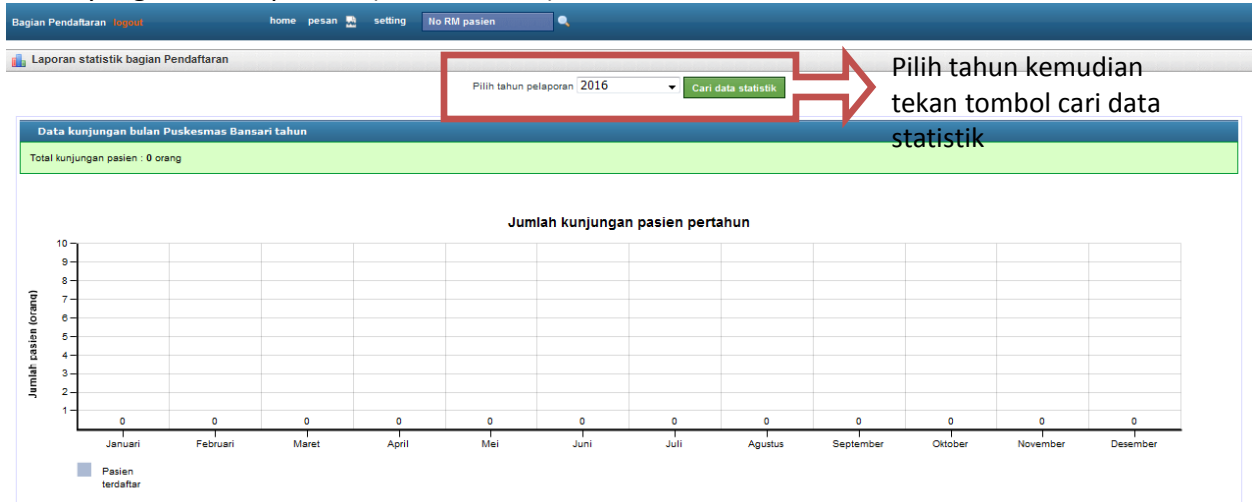 Bagian Pendaftaran logout home pesan setting No RM pasien
Laporan statistik bagian Pendaftaran
Pilih tahun pelaporan 2016 Cari data statistik
Pilih tahun kemudian
tekan tombol cari data
statistik
Data kunjungan bulan Puskesmas Bansari tahun
Total kunjungan pasien : 0 orang
Jumlah kunjungan pasien pertahun
Jumlah pasien (orang)
10
9
8
7
6
5
4
3
2
1
0 0 0 0 0 0 0 0 0 0 0 0
Januari Februari Maret April Mei Juni Juli Agustus September Oktober November Desember
Pasien
terdaftar